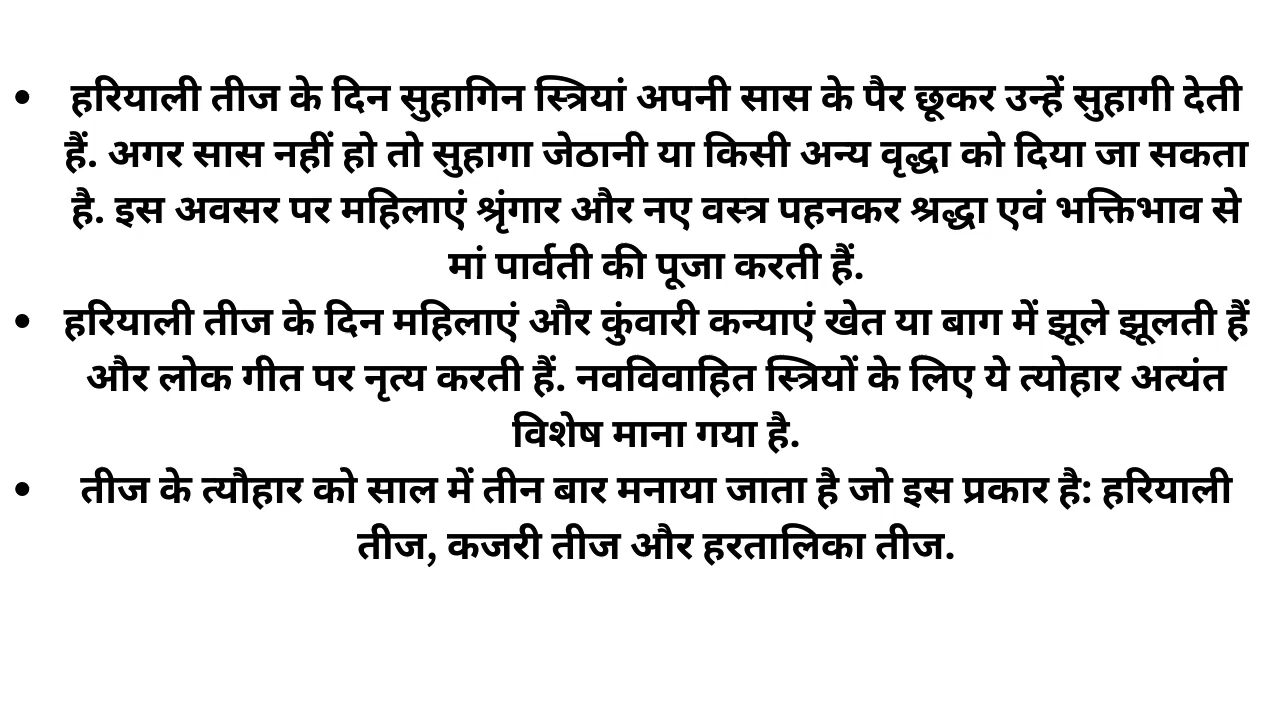 • हरियाली तीज के दिन सुहागिन स्त्रियां अपनी सास के पैर छूकर उन्हें सुहागी देती
हैं. अगर सास नहीं हो तो सुहागा जेठानी या किसी अन्य वृद्धा को दिया जा सकता
है. इस अवसर पर महिलाएं श्रृंगार और नए वस्त्र पहनकर श्रद्धा एवं भक्तिभाव से
मां पार्वती की पूजा करती हैं.
• हरियाली तीज के दिन महिलाएं और कुंवारी कन्याएं खेत या बाग में झूले झूलती हैं
और लोक गीत पर नृत्य करती हैं. नवविवाहित स्त्रियों के लिए ये त्योहार अत्यंत
विशेष माना गया है.
• तीज के त्यौहार को साल में तीन बार मनाया जाता है जो इस प्रकार है: हरियाली
तीज, कजरी तीज और हरतालिका तीज.